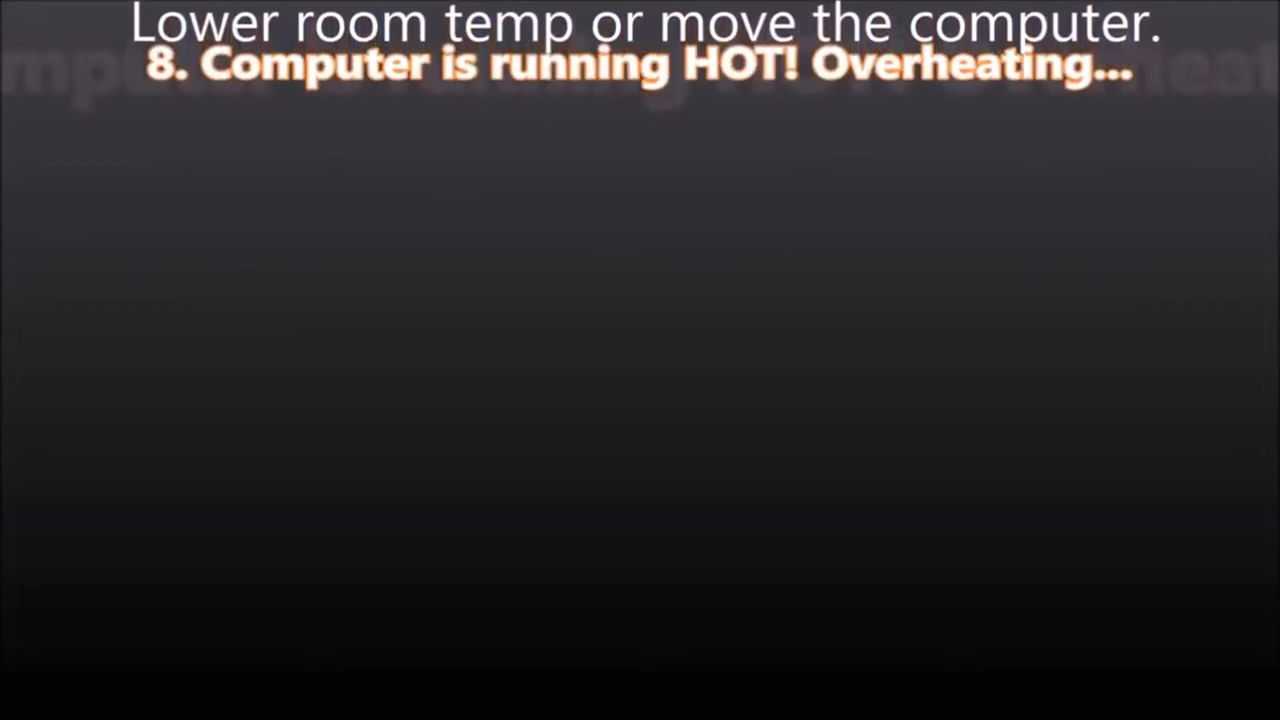 Lower room temp or move the computer.
8. Computer is running HOT! Overheating...